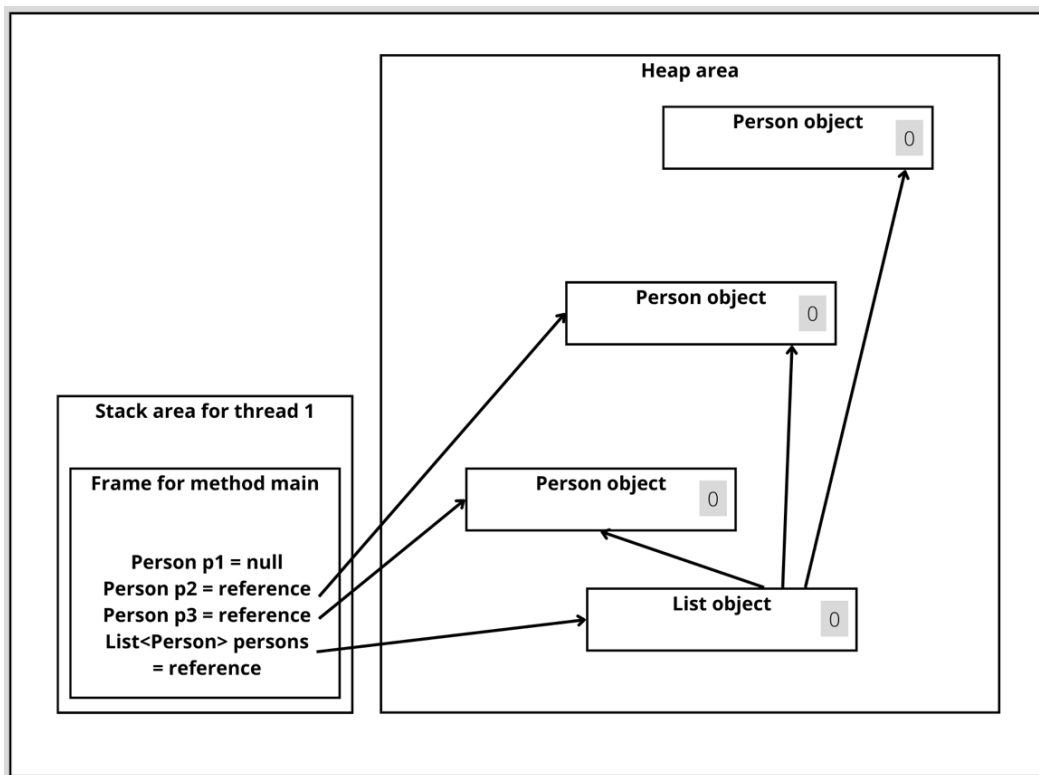 Heap area
Person object
0
Person object
0
Stack area for thread 1
Frame for method main
Person object
0
Person p1 = null
Person p2 = reference
Person p3 = reference
List<Person> persons
= reference
List object
0